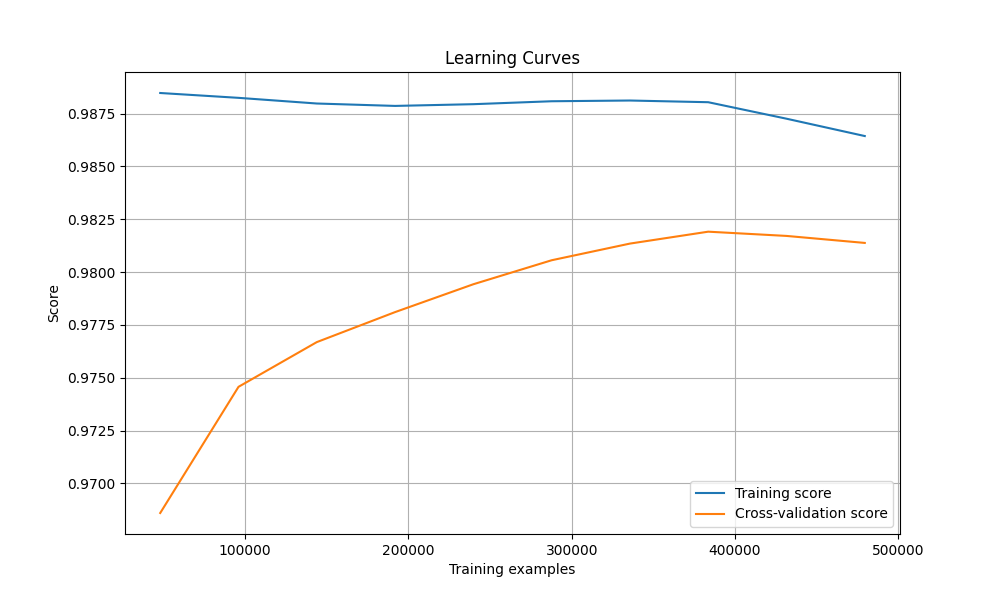 Learning Curves
Score
0.9875
0.9850
0.9825
0.9800
0.9775
0.9750
0.9725
0.9700
Training score
Cross-validation score
100000 200000 300000 400000 500000
Training examples